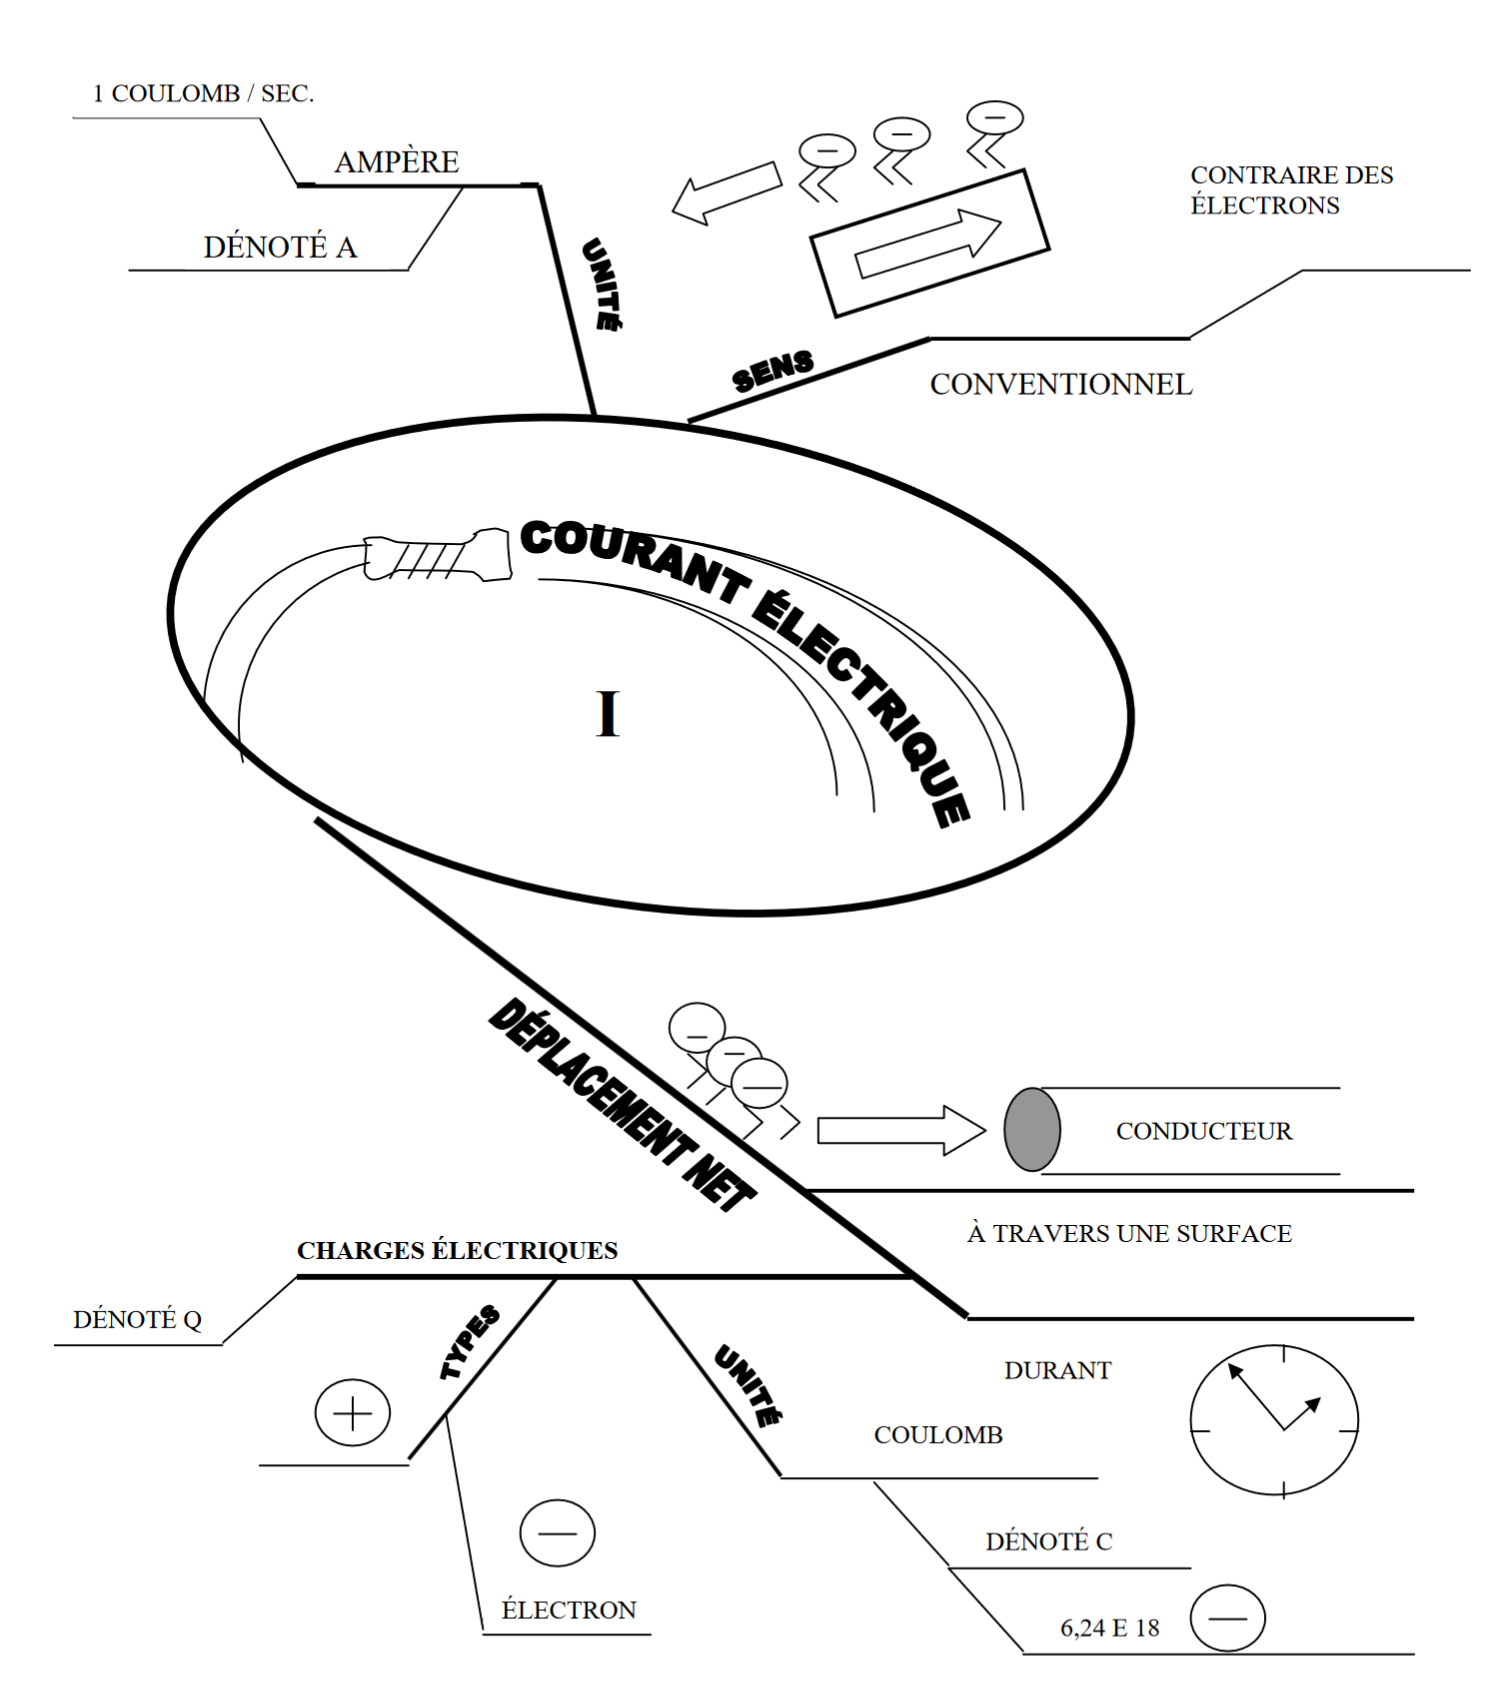 1 COULOMB / SEC.
AMPÈRE
DÉNOTÉ A
UNITÉ
CONTRAIRE DES
ÉLECTRONS
SENS
CONVENTIONNEL
COURANT ÉLECTRIQUE
I
DÉPLACEMENT NET
CONDUCTEUR
À TRAVERS UNE SURFACE
CHARGES ÉLECTRIQUES
DÉNOTÉ Q
TYPES
UNITÉ
DURANT
COULOMB
DÉNOTÉ C
ÉLECTRON
6,24 E 18